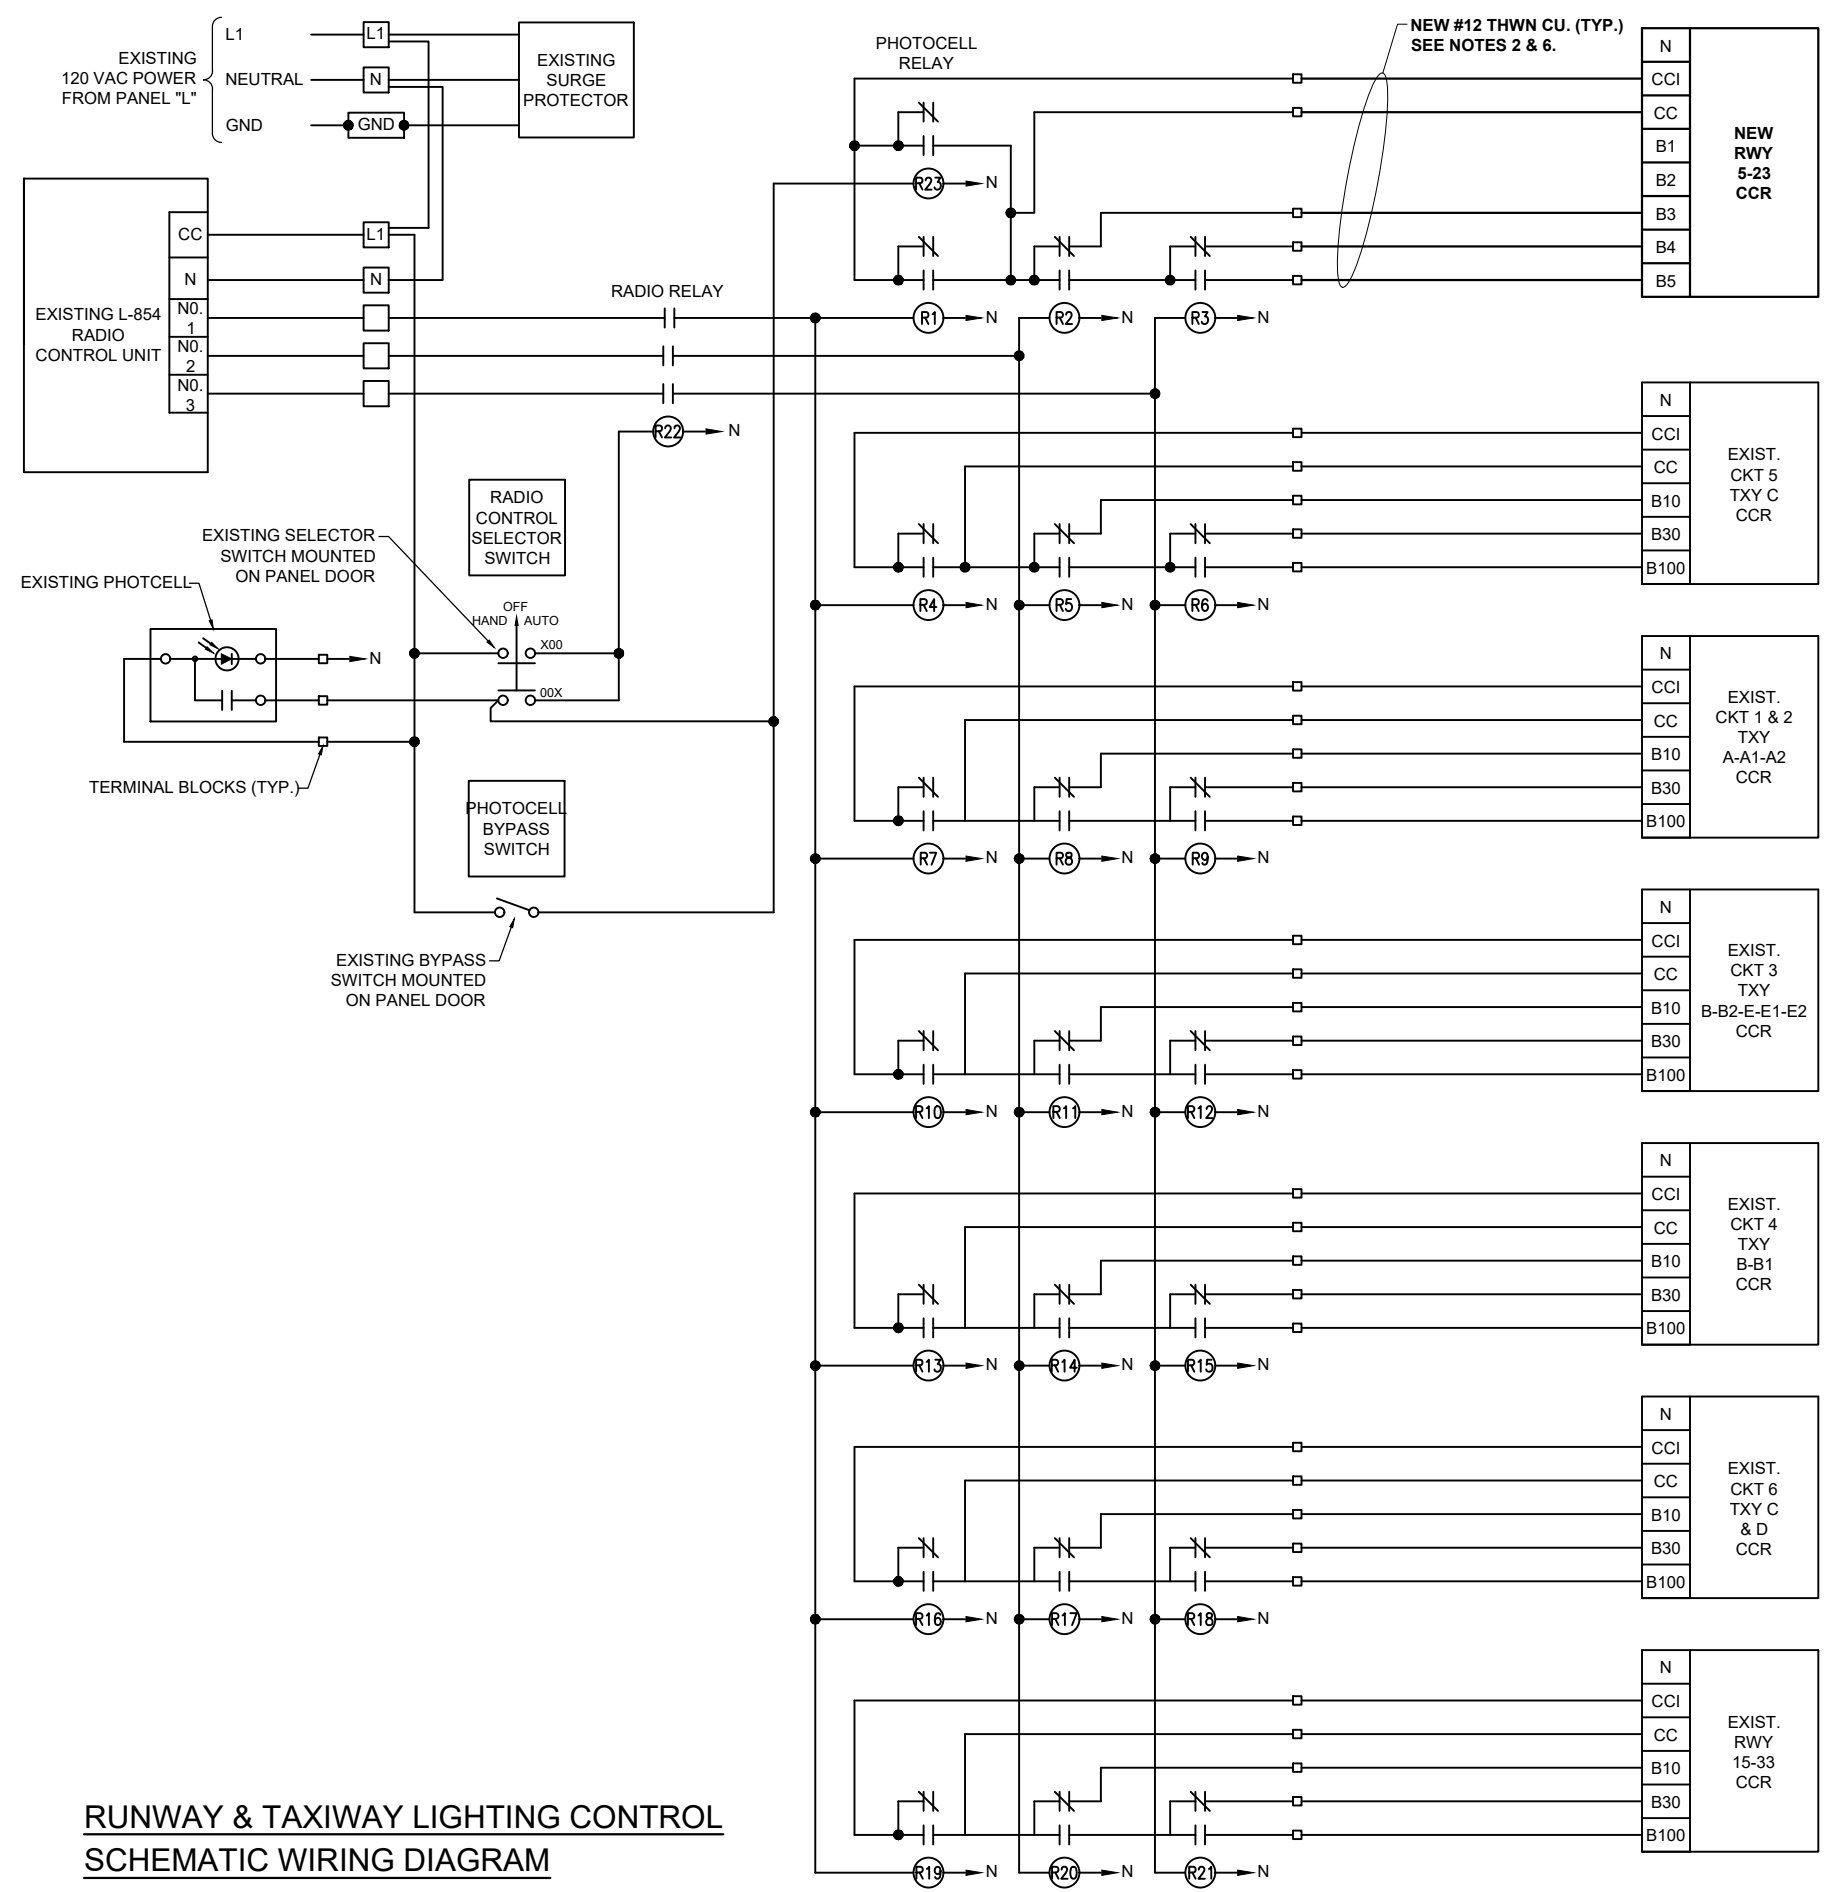 EXISTING
120 VAC POWER
FROM PANEL "L"
L1
NEUTRAL
GND
L1
N
GND
EXISTING
SURGE
PROTECTOR
EXISTING L-854
RADIO
CONTROL UNIT
CC
N
N0.
1
N0.
2
N0.
3
L1
N
RADIO RELAY
R22
N
RADIO
CONTROL
SELECTOR
SWITCH
EXISTING SELECTOR
SWITCH MOUNTED
ON PANEL DOOR
OFF
HAND
AUTO
X00
00X
EXISTING PHOTCELL
N
TERMINAL BLOCKS (TYP.)
PHOTOCELL
BYPASS
SWITCH
EXISTING BYPASS
SWITCH MOUNTED
ON PANEL DOOR
PHOTOCELL
RELAY
R23
N
NEW #12 THWN CU. (TYP.)
SEE NOTES 2 & 6.
R1
N
R2
N
R3
N
N
CCI
CC
B1
B2
B3
B4
B5
NEW
RWY
5-23
CCR
R4
N
R5
N
R6
N
N
CCI
CC
B10
B30
B100
EXIST.
CKT 5
TXY C
CCR
R7
N
R8
N
R9
N
N
CCI
CC
B10
B30
B100
EXIST.
CKT 1 & 2
TXY
A-A1-A2
CCR
R10
N
R11
N
R12
N
N
CCI
CC
B10
B30
B100
EXIST.
CKT 3
TXY
B-B2-E-E1-E2
CCR
R13
N
R14
N
R15
N
N
CCI
CC
B10
B30
B100
EXIST.
CKT 4
TXY
B-B1
CCR
R16
N
R17
N
R18
N
N
CCI
CC
B10
B30
B100
EXIST.
CKT 6
TXY C
& D
CCR
R19
N
R20
N
R21
N
N
CCI
CC
B10
B30
B100
EXIST.
RWY
15-33
CCR
RUNWAY & TAXIWAY LIGHTING CONTROL
SCHEMATIC WIRING DIAGRAM